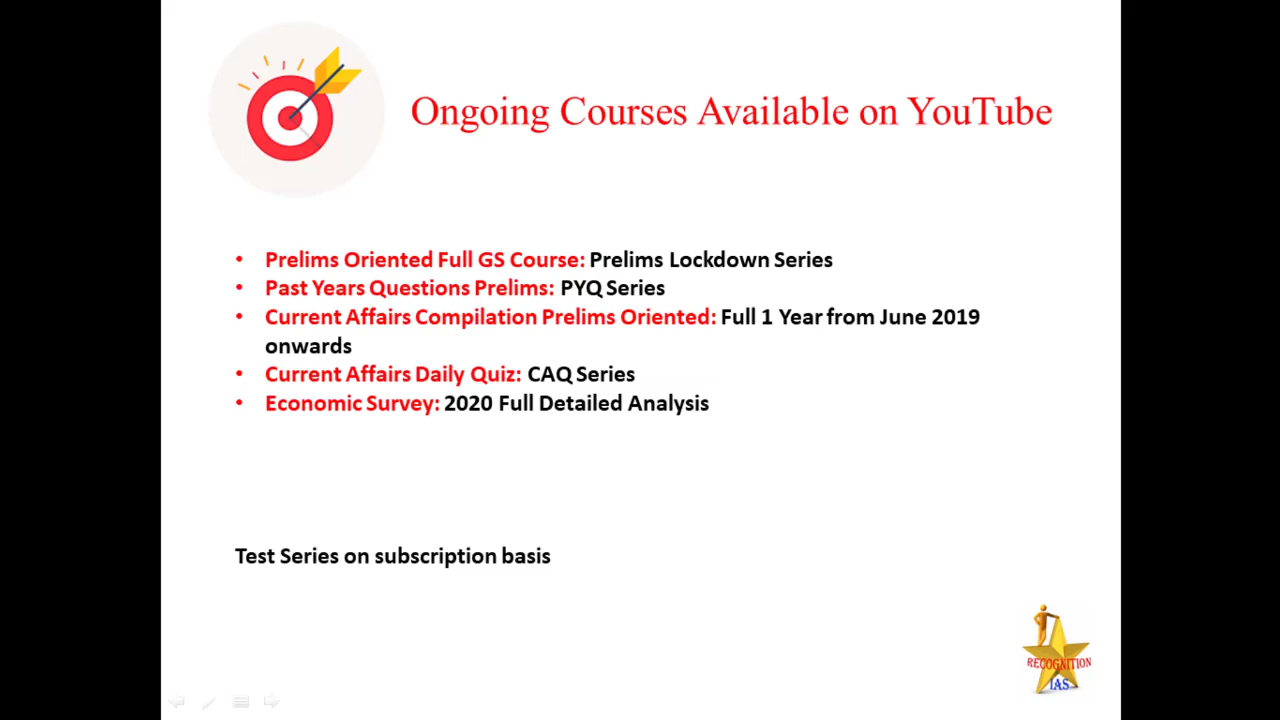 Ongoing Courses Available on YouTube
• Prelims Oriented Full GS Course: Prelims Lockdown Series
• Past Years Questions Prelims: PYQ Series
• Current Affairs Compilation Prelims Oriented: Full 1 Year from June 2019
onwards
• Current Affairs Daily Quiz: CAQ Series
• Economic Survey: 2020 Full Detailed Analysis
Test Series on subscription basis
RECOGNITION
IAS